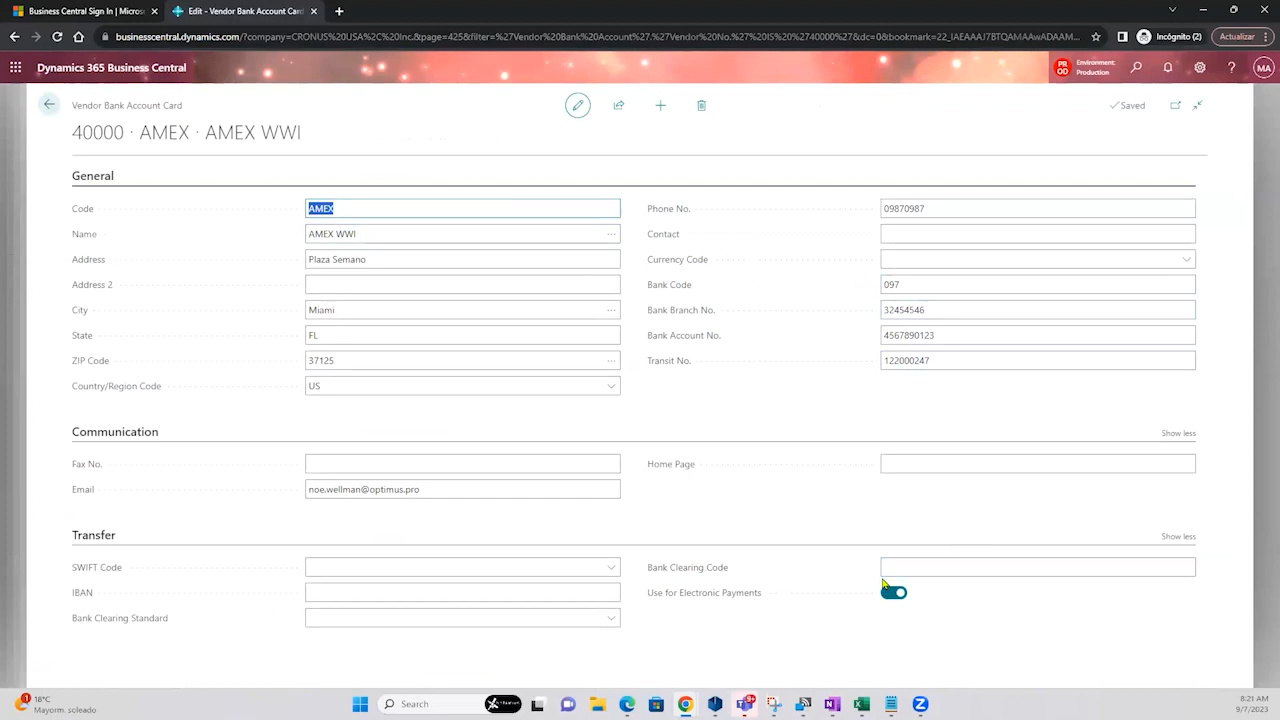 Business Central Sign In | Micros
Edit - Vendor Bank Account Card
businesscentral.dynamics.com/?company=CRONUS%20USA%2C%20Inc.&page=425&filter=%27Vendor%20Bank%20Account%27.%27Vendor%20No.%27%20IS%20%2740000%27&dc=0&bookmark=22_IAEAAAJ7BTQAMAAwADAAM...
Incógnito (2)
Actualizar
Dynamics 365 Business Central
PR
OD
Environment:
Production
?
MA
Vendor Bank Account Card
Saved
40000 · AMEX · AMEX WWI
General
Code AMEX Phone No. 09870987
Name AMEX WWI Contact
Address Plaza Semano Currency Code
Address 2 Bank Code 097
City Miami Bank Branch No. 32454546
State FL Bank Account No. 4567890123
ZIP Code 37125 Transit No. 122000247
Country/Region Code US
Communication Show less
Fax No. Home Page
Email noe.wellman@optimus.pro
Transfer Show less
SWIFT Code Bank Clearing Code
IBAN Use for Electronic Payments
Bank Clearing Standard
1
18°C
Mayorm. soleado
Search
9+
8:21 AM
9/7/2023